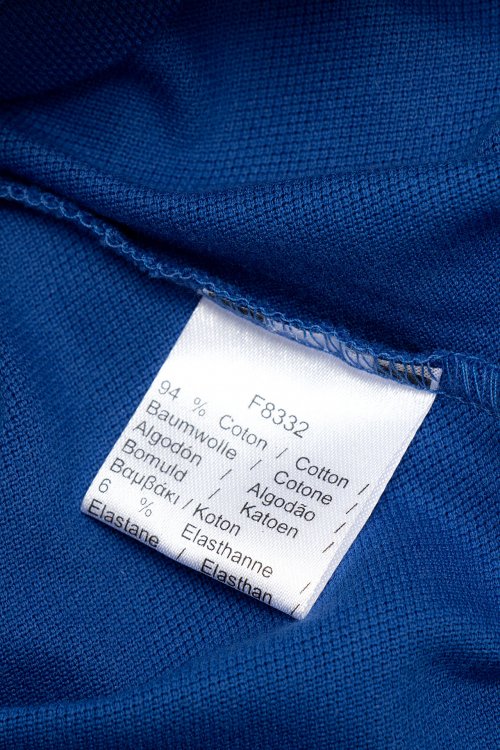 F8332
94 % Coton / Cotton /
Baumwolle / Cotone /
Algodón / Algodão /
Bomuld / Katoen /
Βαμβάκι / Koton
6 % Elasthanne /
Elastane / Elasthan /